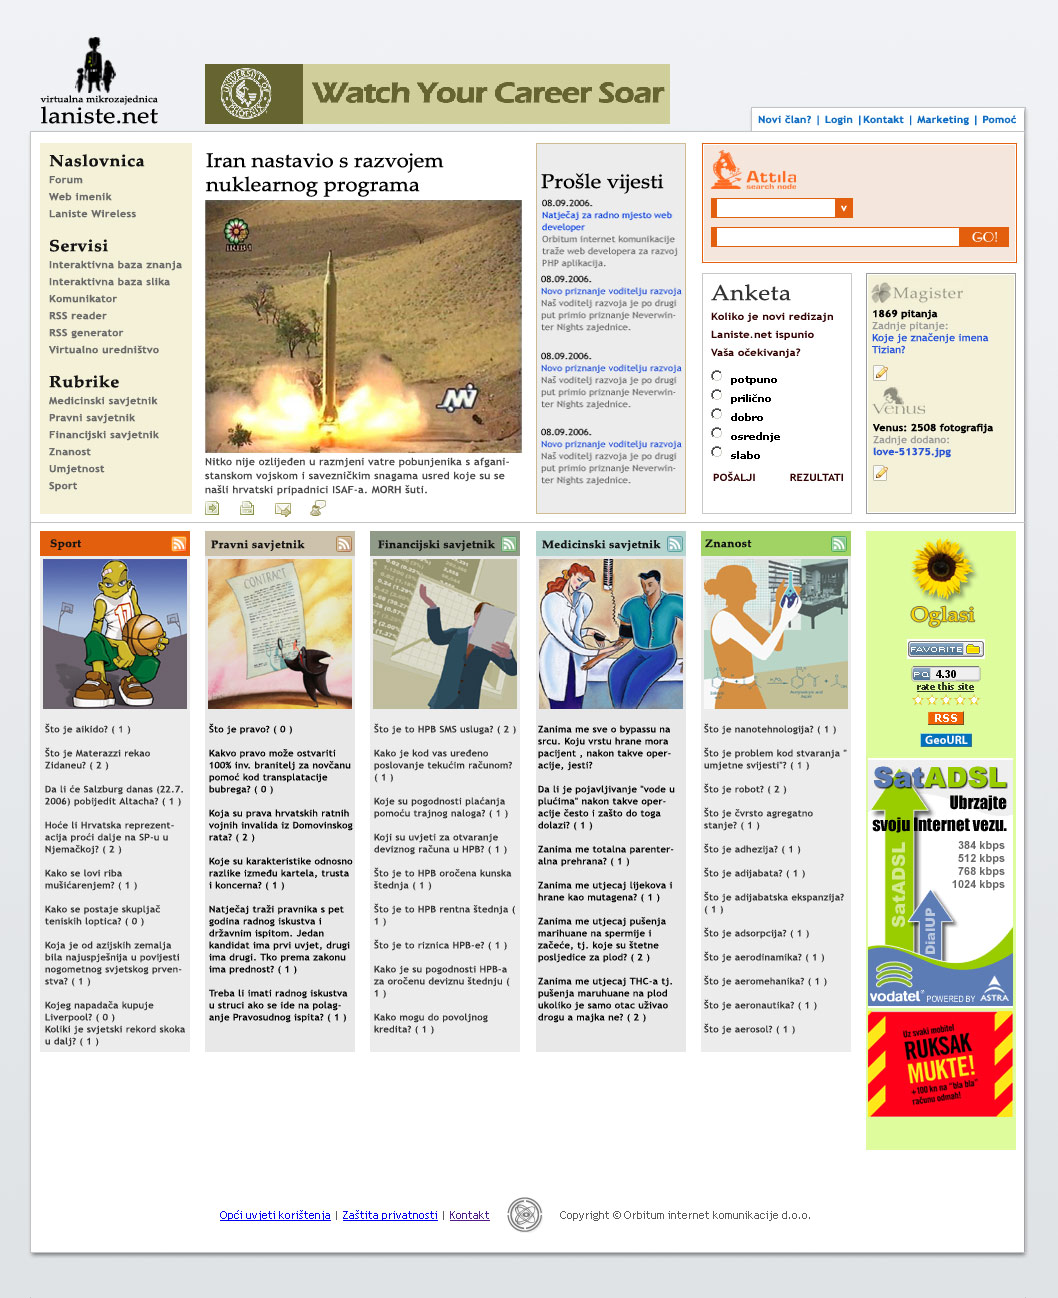 virtualna mikrozajednica
laniste.net
Watch Your Career Soar
Novi član? | Login |Kontakt | Marketing | Pomoć
Naslovnica
Forum
Web imenik
Laniste Wireless
Servisi
Interaktivna baza znanja
Interaktivna baza slika
Komunikator
RSS reader
RSS generator
Virtualno uredništvo
Rubrike
Medicinski savjetnik
Pravni savjetnik
Financijski savjetnik
Znanost
Umjetnost
Sport
Iran nastavio s razvojem
nuklearnog programa
Nitko nije ozlijeđen u razmjeni vatre pobunjenika s afgani-
stanskom vojskom i savezničkim snagama usred koje su se
našli hrvatski pripadnici ISAF-a. MORH šuti.
Prošle vijesti
08.09.2006.
Natječaj za radno mjesto web
developer
Orbitum internet komunikacije
traže web developera za razvoj
PHP aplikacija.
08.09.2006.
Novo priznanje voditelju razvoja
Naš voditelj razvoja je po drugi
put primio priznanje Neverwin-
ter Nights zajednice.
08.09.2006.
Novo priznanje voditelju razvoja
Naš voditelj razvoja je po drugi
put primio priznanje Neverwin-
ter Nights zajednice.
08.09.2006.
Novo priznanje voditelju razvoja
Naš voditelj razvoja je po drugi
put primio priznanje Neverwin-
ter Nights zajednice.
Attila
search node
GO!
Anketa
Koliko je novi redizajn
Laniste.net ispunio
Vaša očekivanja?
potpuno
prilično
dobro
osrednje
slabo
POŠALJI REZULTATI
Magister
1869 pitanja
Zadnje pitanje:
Koje je značenje imena
Tizian?
Venus
Venus: 2508 fotografija
Zadnje dodano:
love-51375.jpg
Sport
Što je aikido? ( 1 )
Što je Materazzi rekao
Zidaneu? ( 2 )
Da li će Salzburg danas (22.7.
2006) pobijedit Altacha? ( 1 )
Hoće li Hrvatska reprezent-
acija proći dalje na SP-u u
Njemačkoj? ( 2 )
Kako se lovi riba
mušićarenjem? ( 1 )
Kako se postaje skupljač
teniskih loptica? ( 0 )
Koja je od azijskih zemalja
bila najuspješnija u povijesti
nogometnog svjetskog prven-
stva? ( 1 )
Kojeg napadača kupuje
Liverpool? ( 0 )
Koliki je svjetski rekord skoka
u dalj? ( 1 )
Pravni savjetnik
CONTRACT
Što je pravo? ( 0 )
Kakvo pravo može ostvariti
100% inv. branitelj za novčanu
pomoć kod transplatacije
bubrega? ( 0 )
Koja su prava hrvatskih ratnih
vojnih invalida iz Domovinskog
rata? ( 2 )
Koje su karakteristike odnosno
razlike između kartela, trusta
i koncerna? ( 1 )
Natječaj traži pravnika s pet
godina radnog iskustva i
državnim ispitom. Jedan
kandidat ima prvi uvjet, drugi
ima drugi. Tko prema zakonu
ima prednost? ( 1 )
Treba li imati radnog iskustva
u struci ako se ide na polag-
anje Pravosudnog ispita? ( 1 )
Financijski savjetnik
Što je to HPB SMS usluga? ( 2 )
Kako je kod vas uređeno
poslovanje tekućim računom?
( 1 )
Koje su pogodnosti plaćanja
pomoću trajnog naloga? ( 1 )
Koji su uvjeti za otvaranje
deviznog računa u HPB? ( 1 )
Što je to HPB oročena kunska
štednja ( 1 )
Što je to HPB rentna štednja (
1 )
Što je to riznica HPB-e? ( 1 )
Kako je su pogodnosti HPB-a
za oročenu deviznu štednju (
1 )
Kako mogu do povoljnog
kredita? ( 1 )
Medicinski savjetnik
Zanima me sve o bypassu na
srcu. Koju vrstu hrane mora
pacijent , nakon takve oper-
acije, jesti?
Da li je pojavljivanje "vode u
plućima" nakon takve oper-
acije često i zašto do toga
dolazi? ( 1 )
Zanima me totalna parenter-
alna prehrana? ( 1 )
Zanima me utjecaj lijekova i
hrane kao mutagena? ( 1 )
Zanima me utjecaj pušenja
marihuane na spermije i
začeće, tj. koje su štetne
posljedice za plod? ( 2 )
Zanima me utjecaj THC-a tj.
pušenja maruhuane na plod
ukoliko je samo otac uživao
drogu a majka ne? ( 2 )
Znanost
Što je nanotehnologija? ( 1 )
Što je problem kod stvaranja "
umjetne svijesti"? ( 1 )
Što je robot? ( 2 )
Što je čvrsto agregatno
stanje? ( 1 )
Što je adhezija? ( 1 )
Što je adijabata? ( 1 )
Što je adijabatska ekspanzija?
( 1 )
Što je adsorpcija? ( 1 )
Što je aerodinamika? ( 1 )
Što je aeromehanika? ( 1 )
Što je aeronautika? ( 1 )
Što je aerosol? ( 1 )
Oglasi
FAVORITE
4.30
rate this site
RSS
GeoURL
SatADSL
Ubrzajte
svoju Internet vezu.
384 kbps
512 kbps
768 kbps
1024 kbps
SatADSL
DialUP
vodatel POWERED BY ASTRA
Uz svaki mobitel
RUKSAK
MUKTE!
+100 kn na "bla bla"
računu odmah!
Opći uvjeti korištenja | Zaštita privatnosti | Kontakt
Copyright © Orbitum internet komunikacije d.o.o.